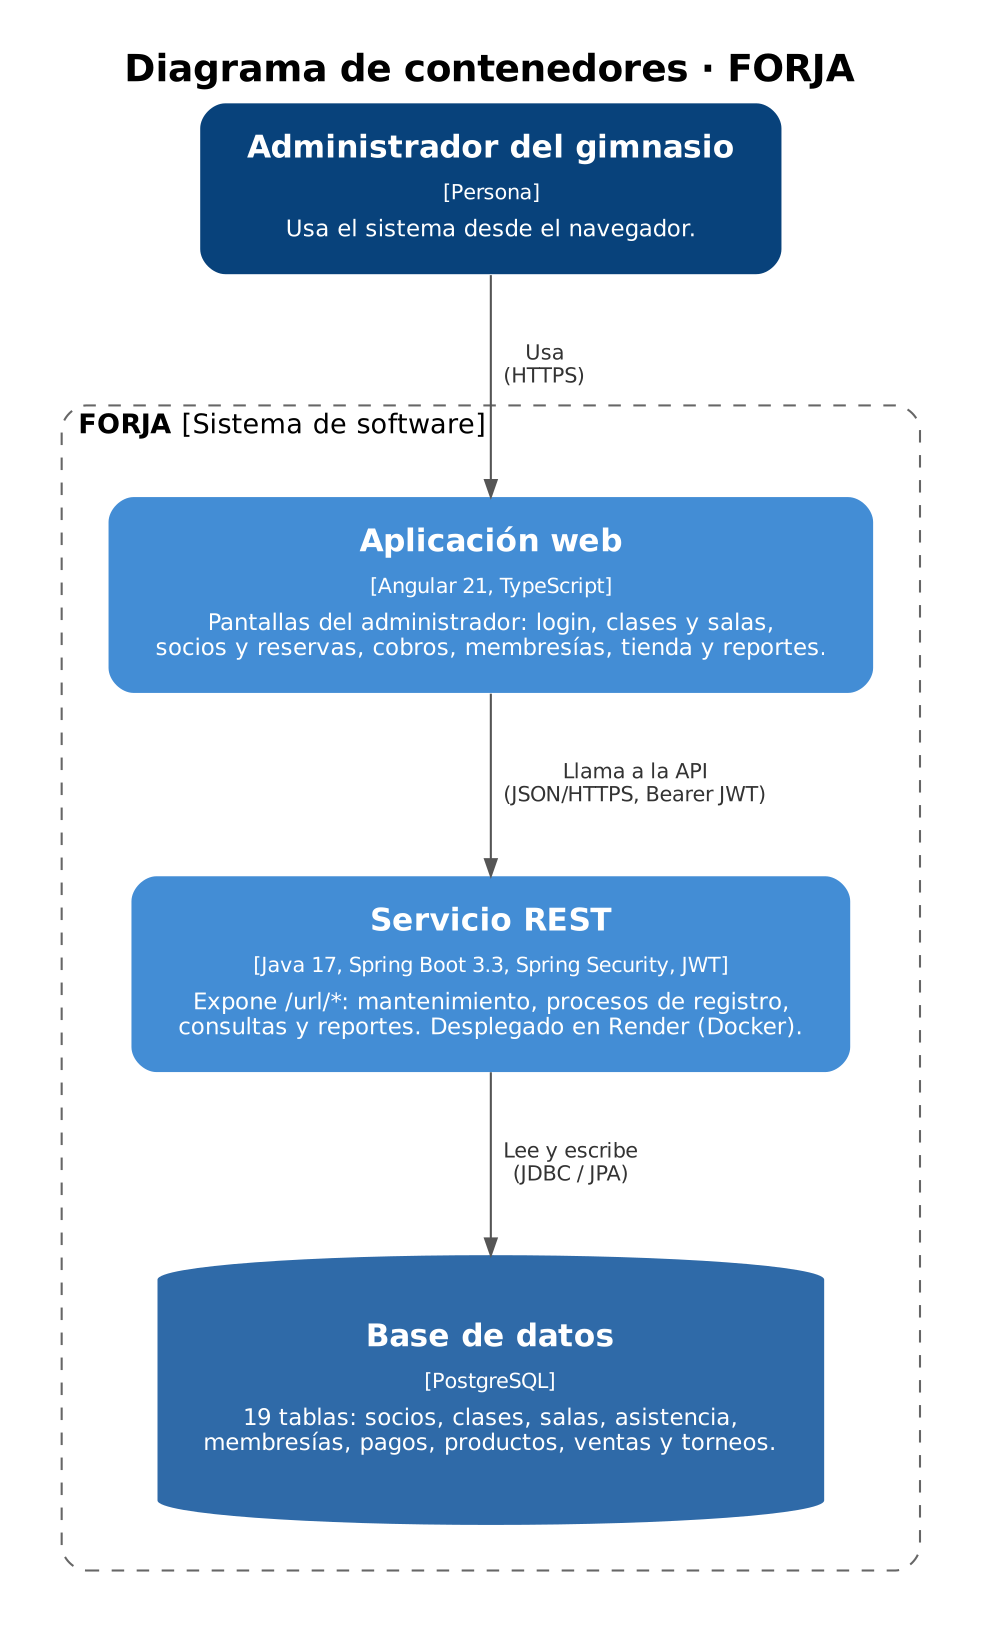 Diagrama de contenedores · FORJA
Administrador del gimnasio
[Persona]
Usa el sistema desde el navegador.
Usa
(HTTPS)
FORJA [Sistema de software]
Aplicación web
[Angular 21, TypeScript]
Pantallas del administrador: login, clases y salas,
socios y reservas, cobros, membresías, tienda y reportes.
Llama a la API
(JSON/HTTPS, Bearer JWT)
Servicio REST
[Java 17, Spring Boot 3.3, Spring Security, JWT]
Expone /url/*: mantenimiento, procesos de registro,
consultas y reportes. Desplegado en Render (Docker).
Lee y escribe
(JDBC / JPA)
Base de datos
[PostgreSQL]
19 tablas: socios, clases, salas, asistencia,
membresías, pagos, productos, ventas y torneos.